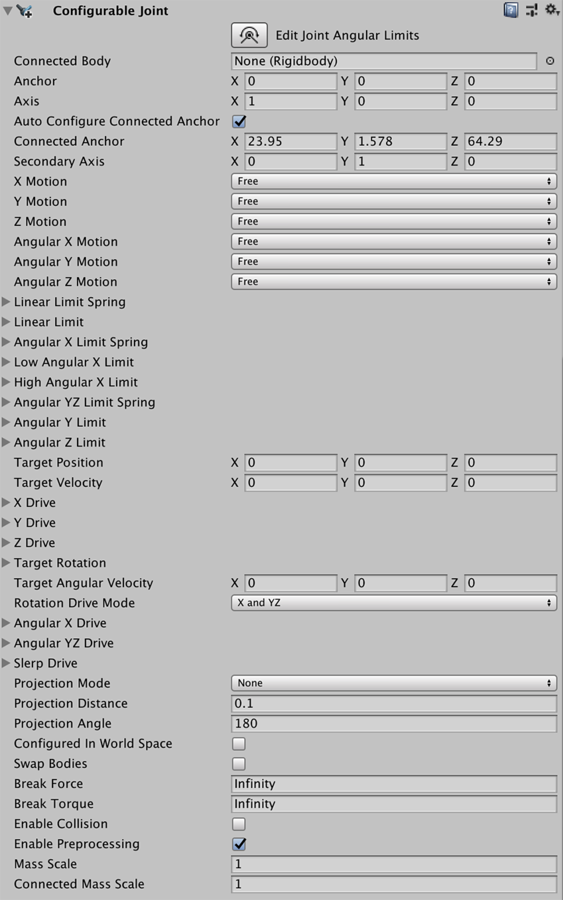 Configurable Joint
Edit Joint Angular Limits
Connected Body None (Rigidbody)
Anchor X 0 Y 0 Z 0
Axis X 1 Y 0 Z 0
Auto Configure Connected Anchor
Connected Anchor X 23.95 Y 1.578 Z 64.29
Secondary Axis X 0 Y 1 Z 0
X Motion Free
Y Motion Free
Z Motion Free
Angular X Motion Free
Angular Y Motion Free
Angular Z Motion Free
Linear Limit Spring
Linear Limit
Angular X Limit Spring
Low Angular X Limit
High Angular X Limit
Angular YZ Limit Spring
Angular Y Limit
Angular Z Limit
Target Position X 0 Y 0 Z 0
Target Velocity X 0 Y 0 Z 0
X Drive
Y Drive
Z Drive
Target Rotation
Target Angular Velocity X 0 Y 0 Z 0
Rotation Drive Mode X and YZ
Angular X Drive
Angular YZ Drive
Slerp Drive
Projection Mode None
Projection Distance 0.1
Projection Angle 180
Configured In World Space
Swap Bodies
Break Force Infinity
Break Torque Infinity
Enable Collision
Enable Preprocessing
Mass Scale 1
Connected Mass Scale 1